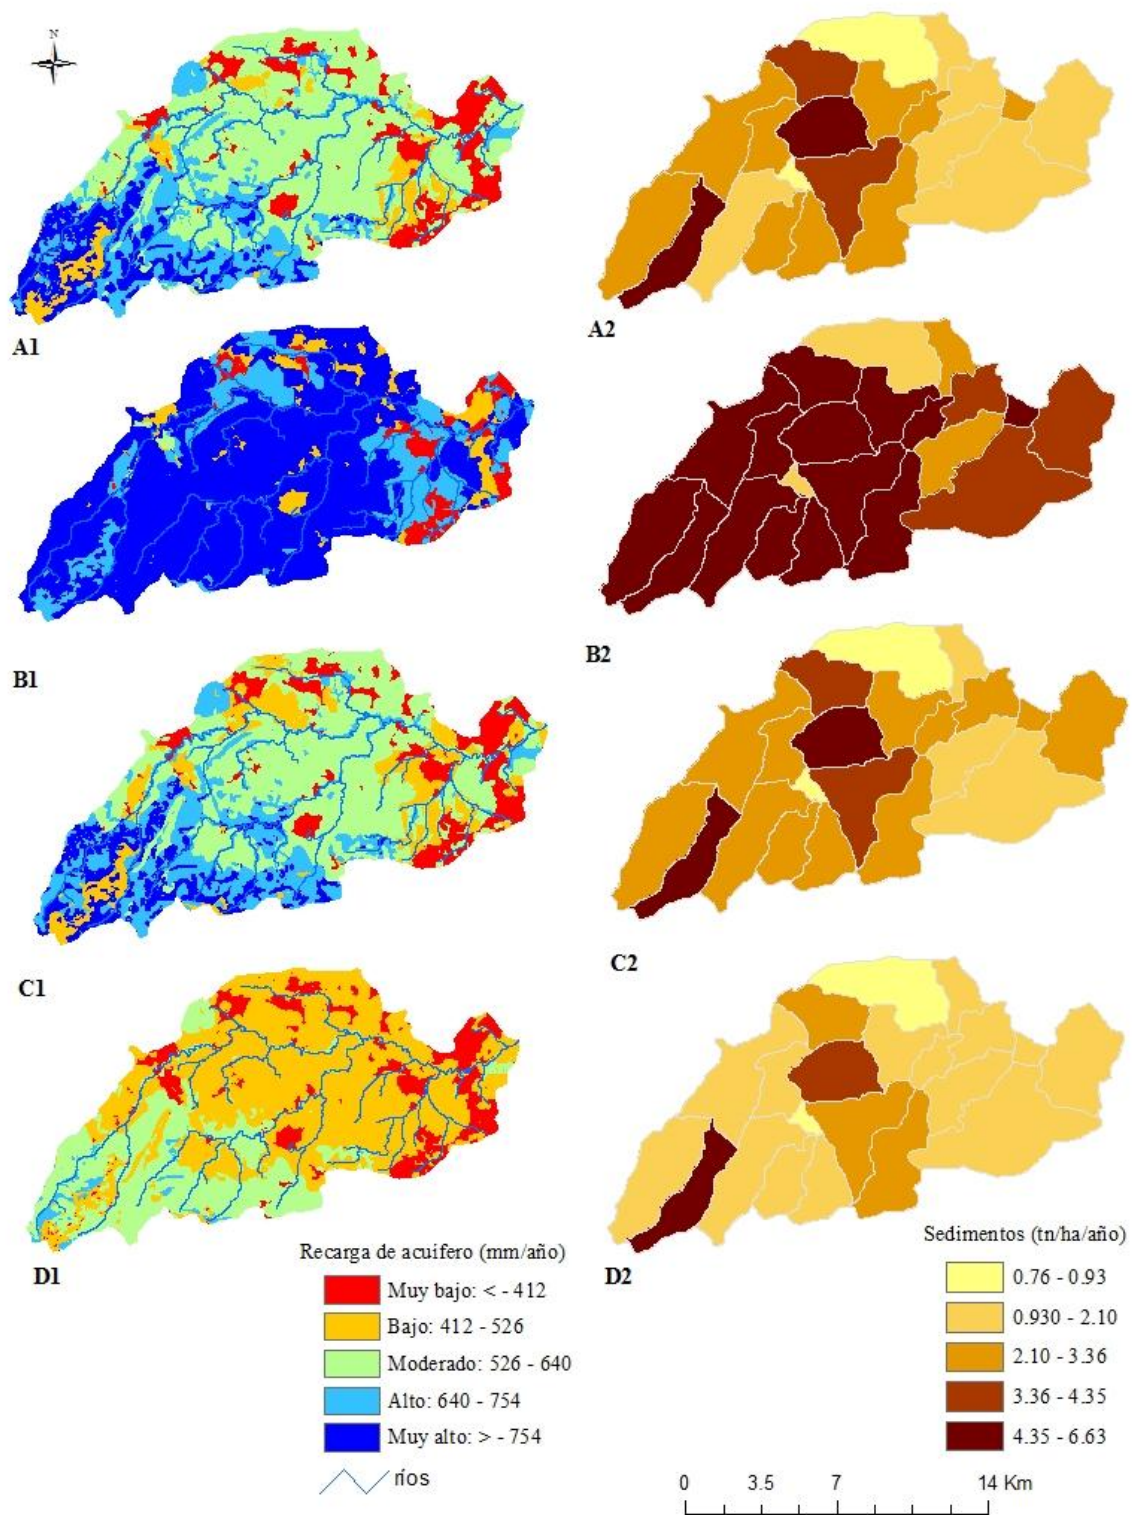 N
A1
A2
B1
B2
C1
C2
D1
D2
Recarga de acuífero (mm/año)
Muy bajo: < - 412
Bajo: 412 - 526
Moderado: 526 - 640
Alto: 640 - 754
Muy alto: > - 754
ríos
Sedimentos (tn/ha/año)
0.76 - 0.93
0.930 - 2.10
2.10 - 3.36
3.36 - 4.35
4.35 - 6.63
0 3.5 7 14 Km